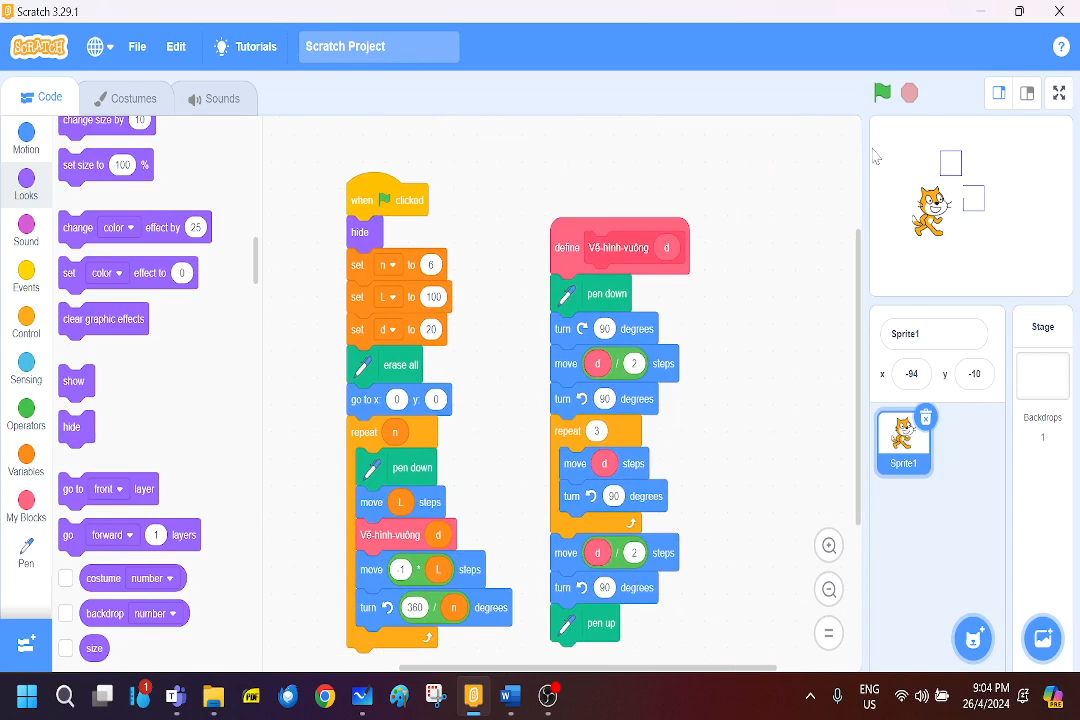 Scratch 3.29.1
SCRATCH
File
Edit
Tutorials
Scratch Project
?
Code
Costumes
Sounds
Motion
Looks
Sound
Events
Control
Sensing
Operators
Variables
My Blocks
Pen
change size by 10
set size to 100 %
change color effect by 25
set color effect to 0
clear graphic effects
show
hide
go to front layer
go forward 1 layers
costume number
backdrop number
size
when clicked
hide
set n to 6
set L to 100
set d to 20
erase all
go to x: 0 y: 0
repeat n
pen down
move L steps
Vẽ-hình-vuông d
move -1 * L steps
turn 360 / n degrees
define Vẽ-hình-vuông d
pen down
turn 90 degrees
move d / 2 steps
turn 90 degrees
repeat 3
move d steps
turn 90 degrees
move d / 2 steps
turn 90 degrees
pen up
Sprite1
x -94 y -10
Sprite1
Stage
Backdrops
1
1
PDF
ENG
US
9:04 PM
26/4/2024
PRE